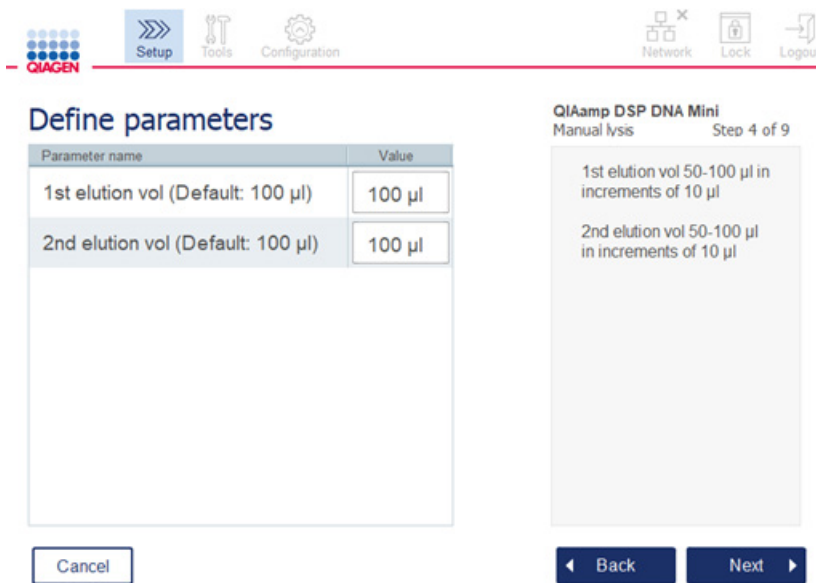 QIAGEN
Setup
Tools
Configuration
Network
Lock
Logou
Define parameters
QIAamp DSP DNA Mini
Manual lysis Step 4 of 9
Parameter name Value
1st elution vol (Default: 100 µl) 100 µl
2nd elution vol (Default: 100 µl) 100 µl
1st elution vol 50-100 µl in
increments of 10 µl
2nd elution vol 50-100 µl
in increments of 10 µl
Cancel
Back
Next